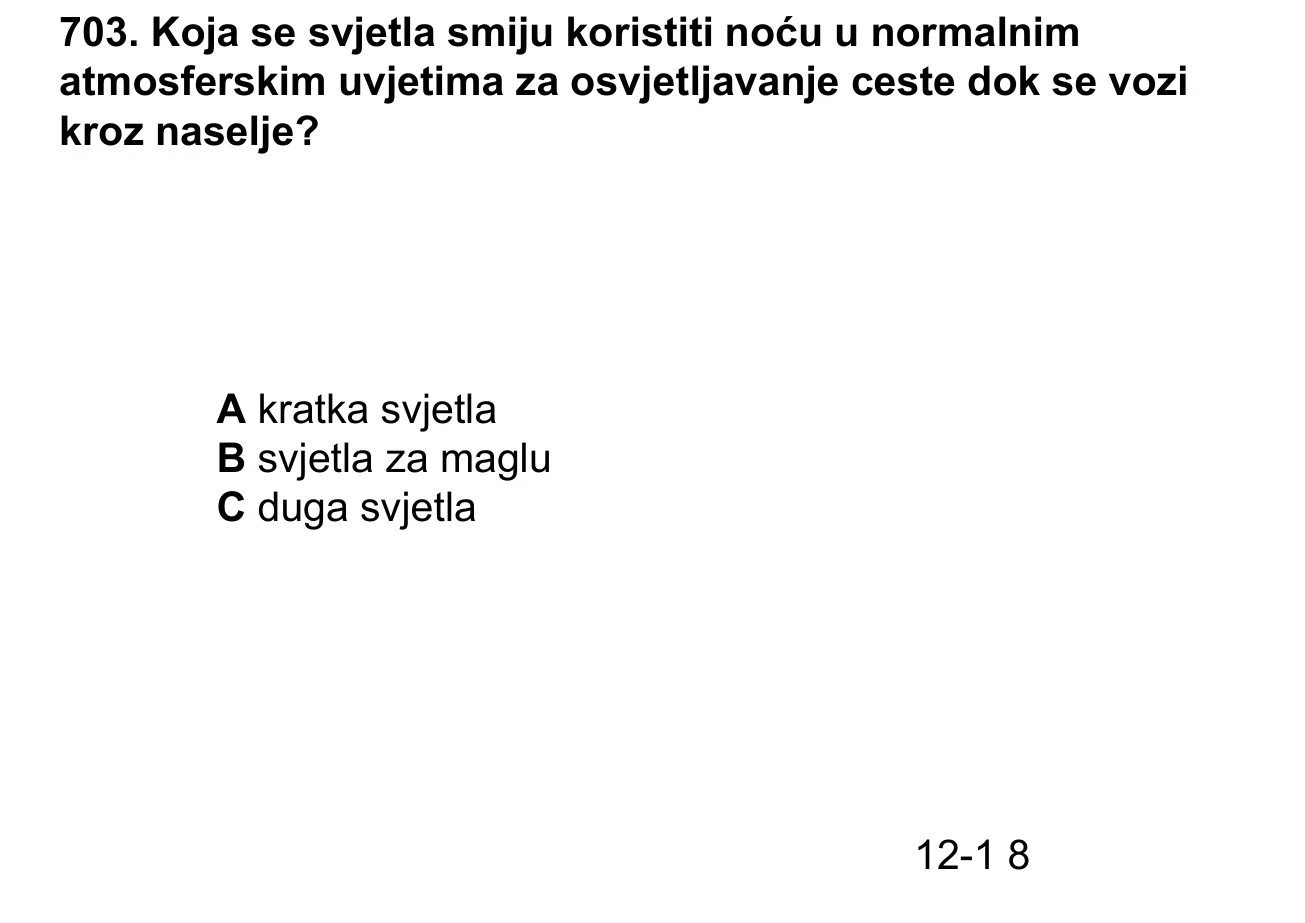 703. Koja se svjetla smiju koristiti noću u normalnim
atmosferskim uvjetima za osvjetljavanje ceste dok se vozi
kroz naselje?
A kratka svjetla
B svjetla za maglu
C duga svjetla
12-1 8